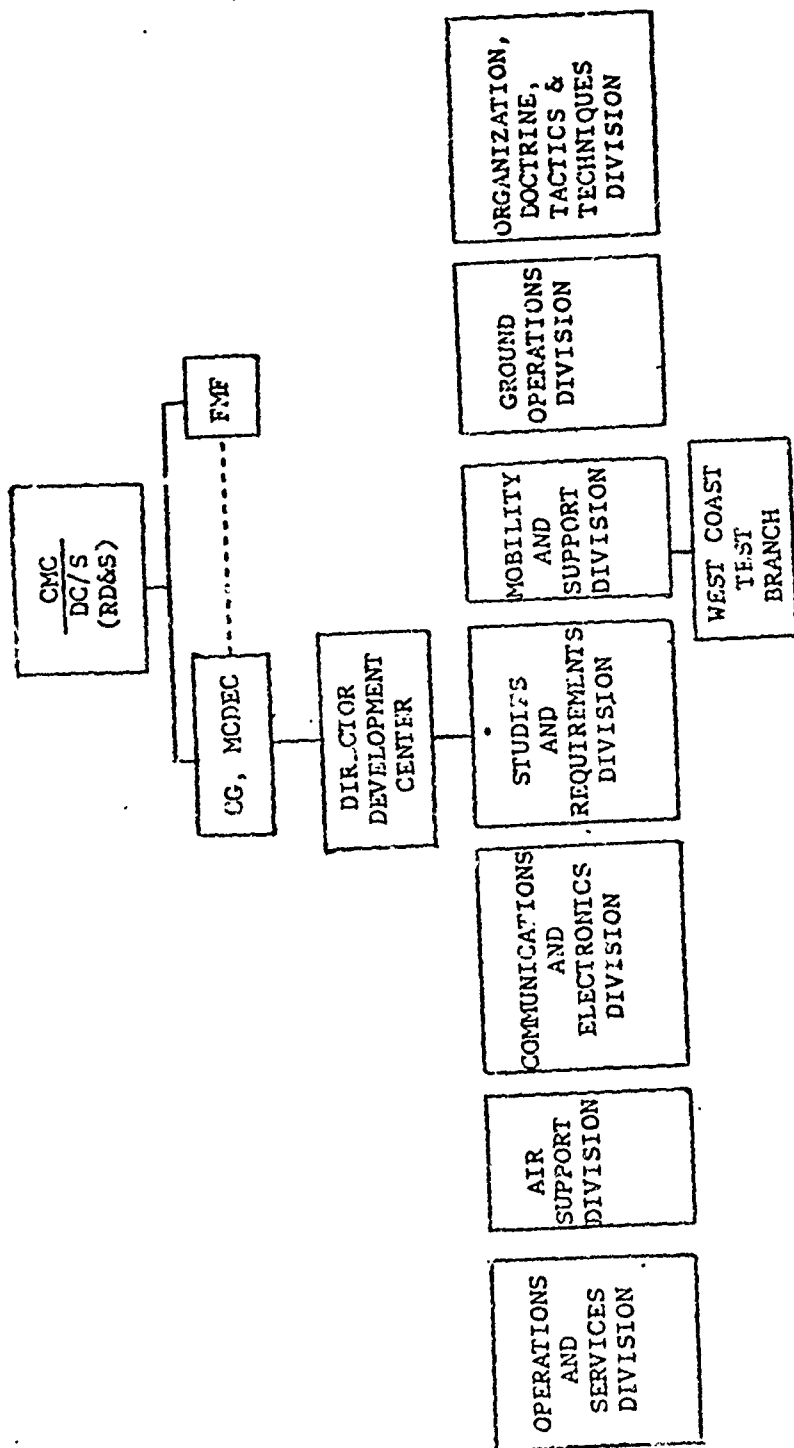 CMC
DC/S
(RD&S)
CG, MCDEC
FMF
DIRECTOR
DEVELOPMENT
CENTER
OPERATIONS
AND
SERVICES
DIVISION
AIR
SUPPORT
DIVISION
COMMUNICATIONS
AND
ELECTRONICS
DIVISION
STUDIES
AND
REQUIREMENTS
DIVISION
MOBILITY
AND
SUPPORT
DIVISION
GROUND
OPERATIONS
DIVISION
ORGANIZATION,
DOCTRINE,
TACTICS &
TECHNIQUES
DIVISION
WEST COAST
TEST
BRANCH